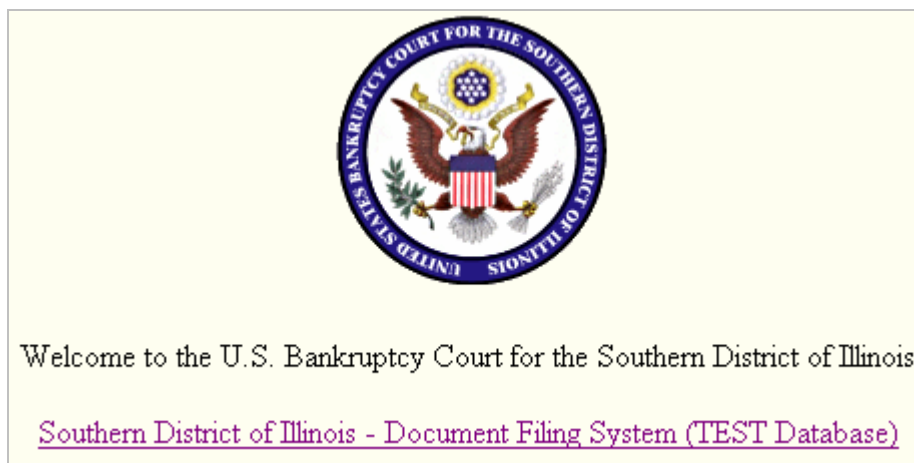 UNITED STATES BANKRUPTCY COURT FOR THE SOUTHERN DISTRICT OF ILLINOIS
Welcome to the U.S. Bankruptcy Court for the Southern District of Illinois
Southern District of Illinois - Document Filing System (TEST Database)